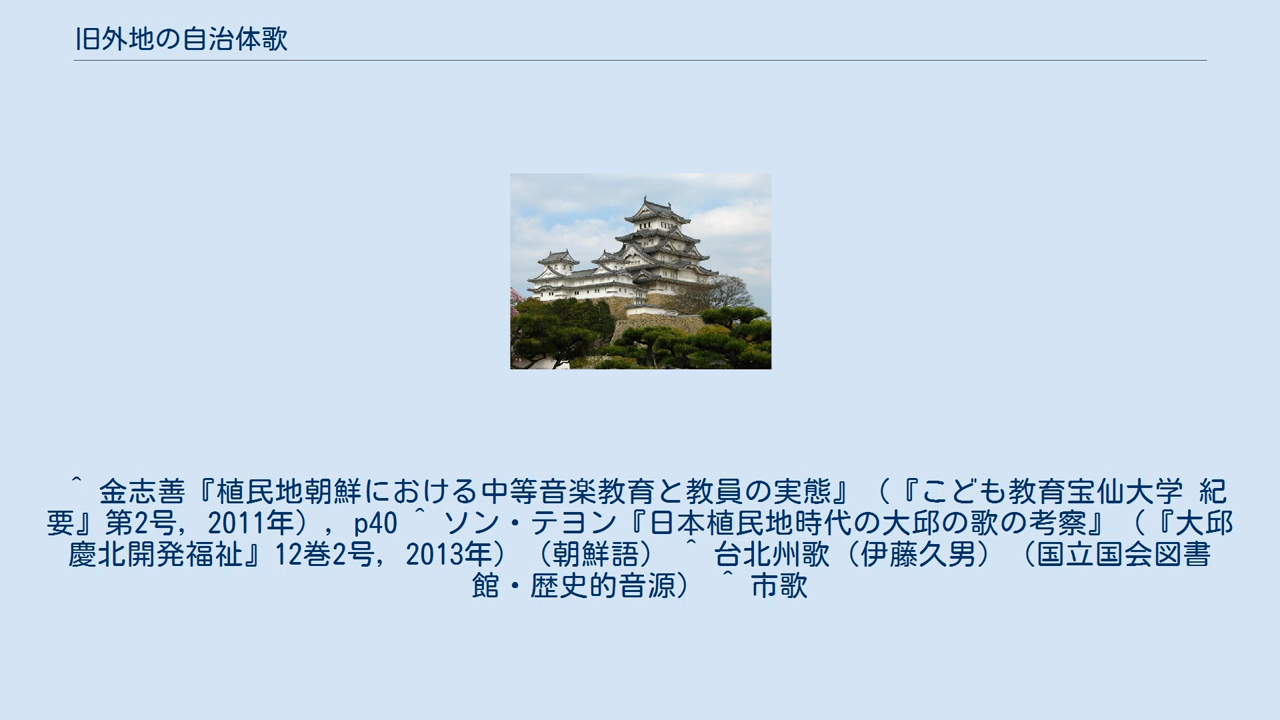 旧外地の自治体歌
^ 金志善『植民地朝鮮における中等音楽教育と教員の実態』（『こども教育宝仙大学 紀
要』第2号，2011年），p40 ^ ソン・テヨン『日本植民地時代の大邱の歌の考察』（『大邱
慶北開発福祉』12巻2号，2013年）（朝鮮語） ^ 台北州歌（伊藤久男）（国立国会図書
館・歴史的音源） ^ 市歌